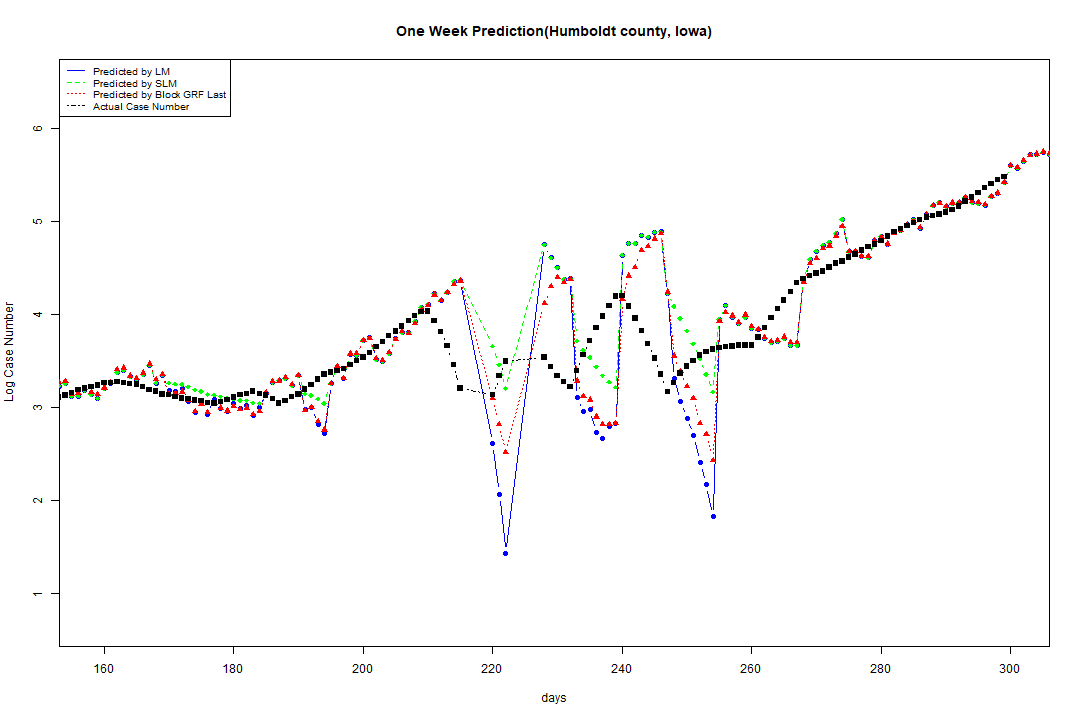 One Week Prediction(Humboldt county, Iowa)
Predicted by LM
Predicted by SLM
Predicted by Block GRF Last
Actual Case Number
Log Case Number
6
5
4
3
2
1
160 180 200 220 240 260 280 300
days